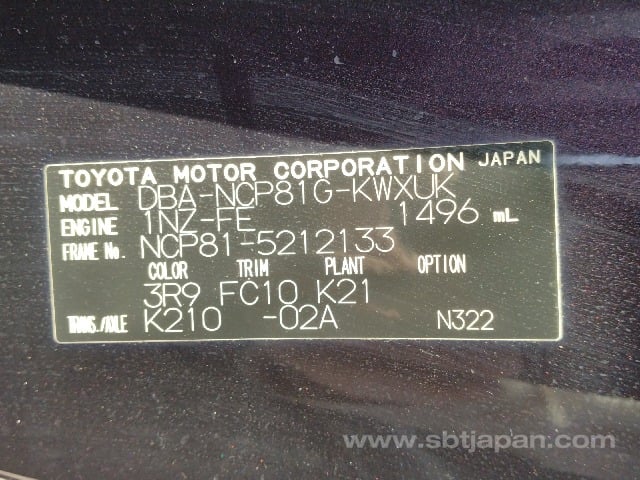 TOYOTA MOTOR CORPORATION JAPAN
MODEL DBA-NCP81G-KWXUK
ENGINE 1NZ-FE 1496 mL
FRAME No. NCP81-5212133
COLOR TRIM PLANT OPTION
3R9 FC10 K21
TRANS./AXLE K210 -02A N322
www.sbtjapan.com